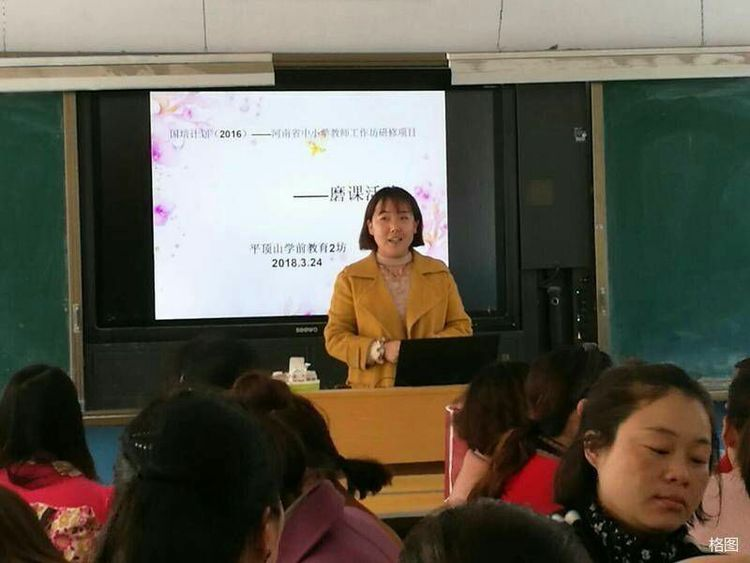 国培计划（2016）——河南省中小学教师工作坊研修项目
——磨课活
平顶山学前教育2坊
2018.3.24
seewo
格图